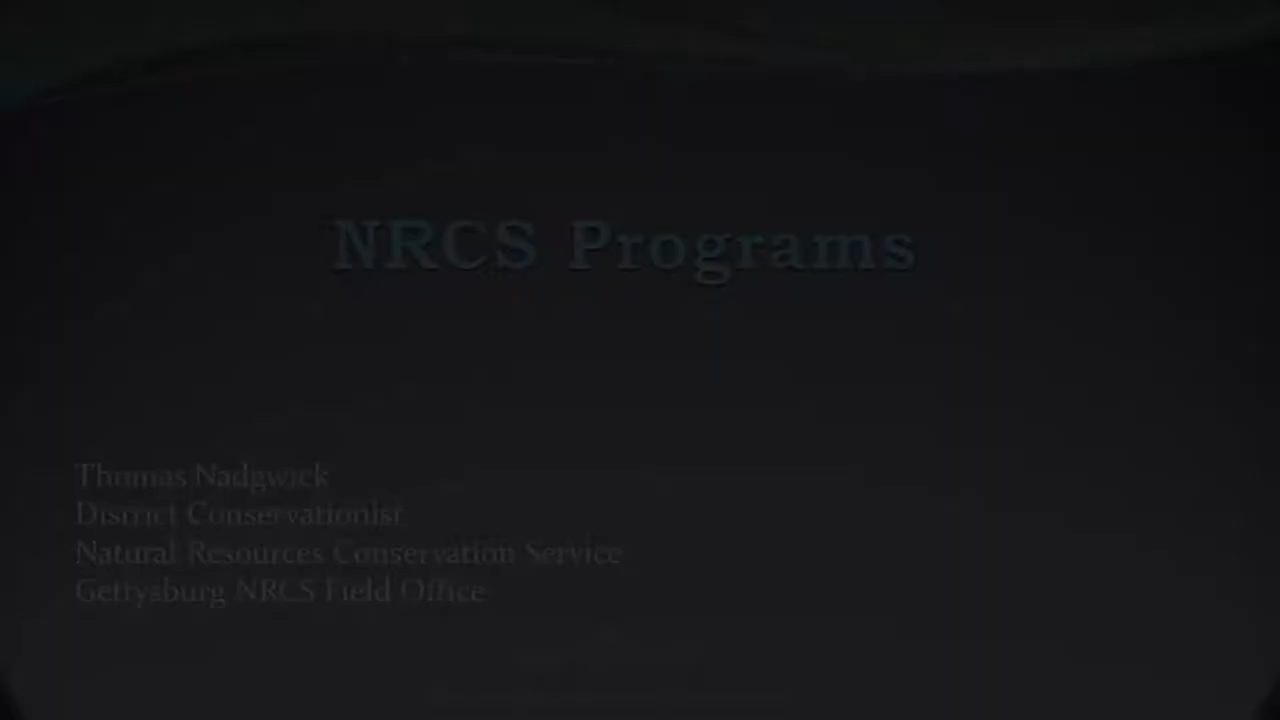 NRCS Programs
Thomas Nadgwick
District Conservationist
Natural Resources Conservation Service
Gettysburg NRCS Field Office